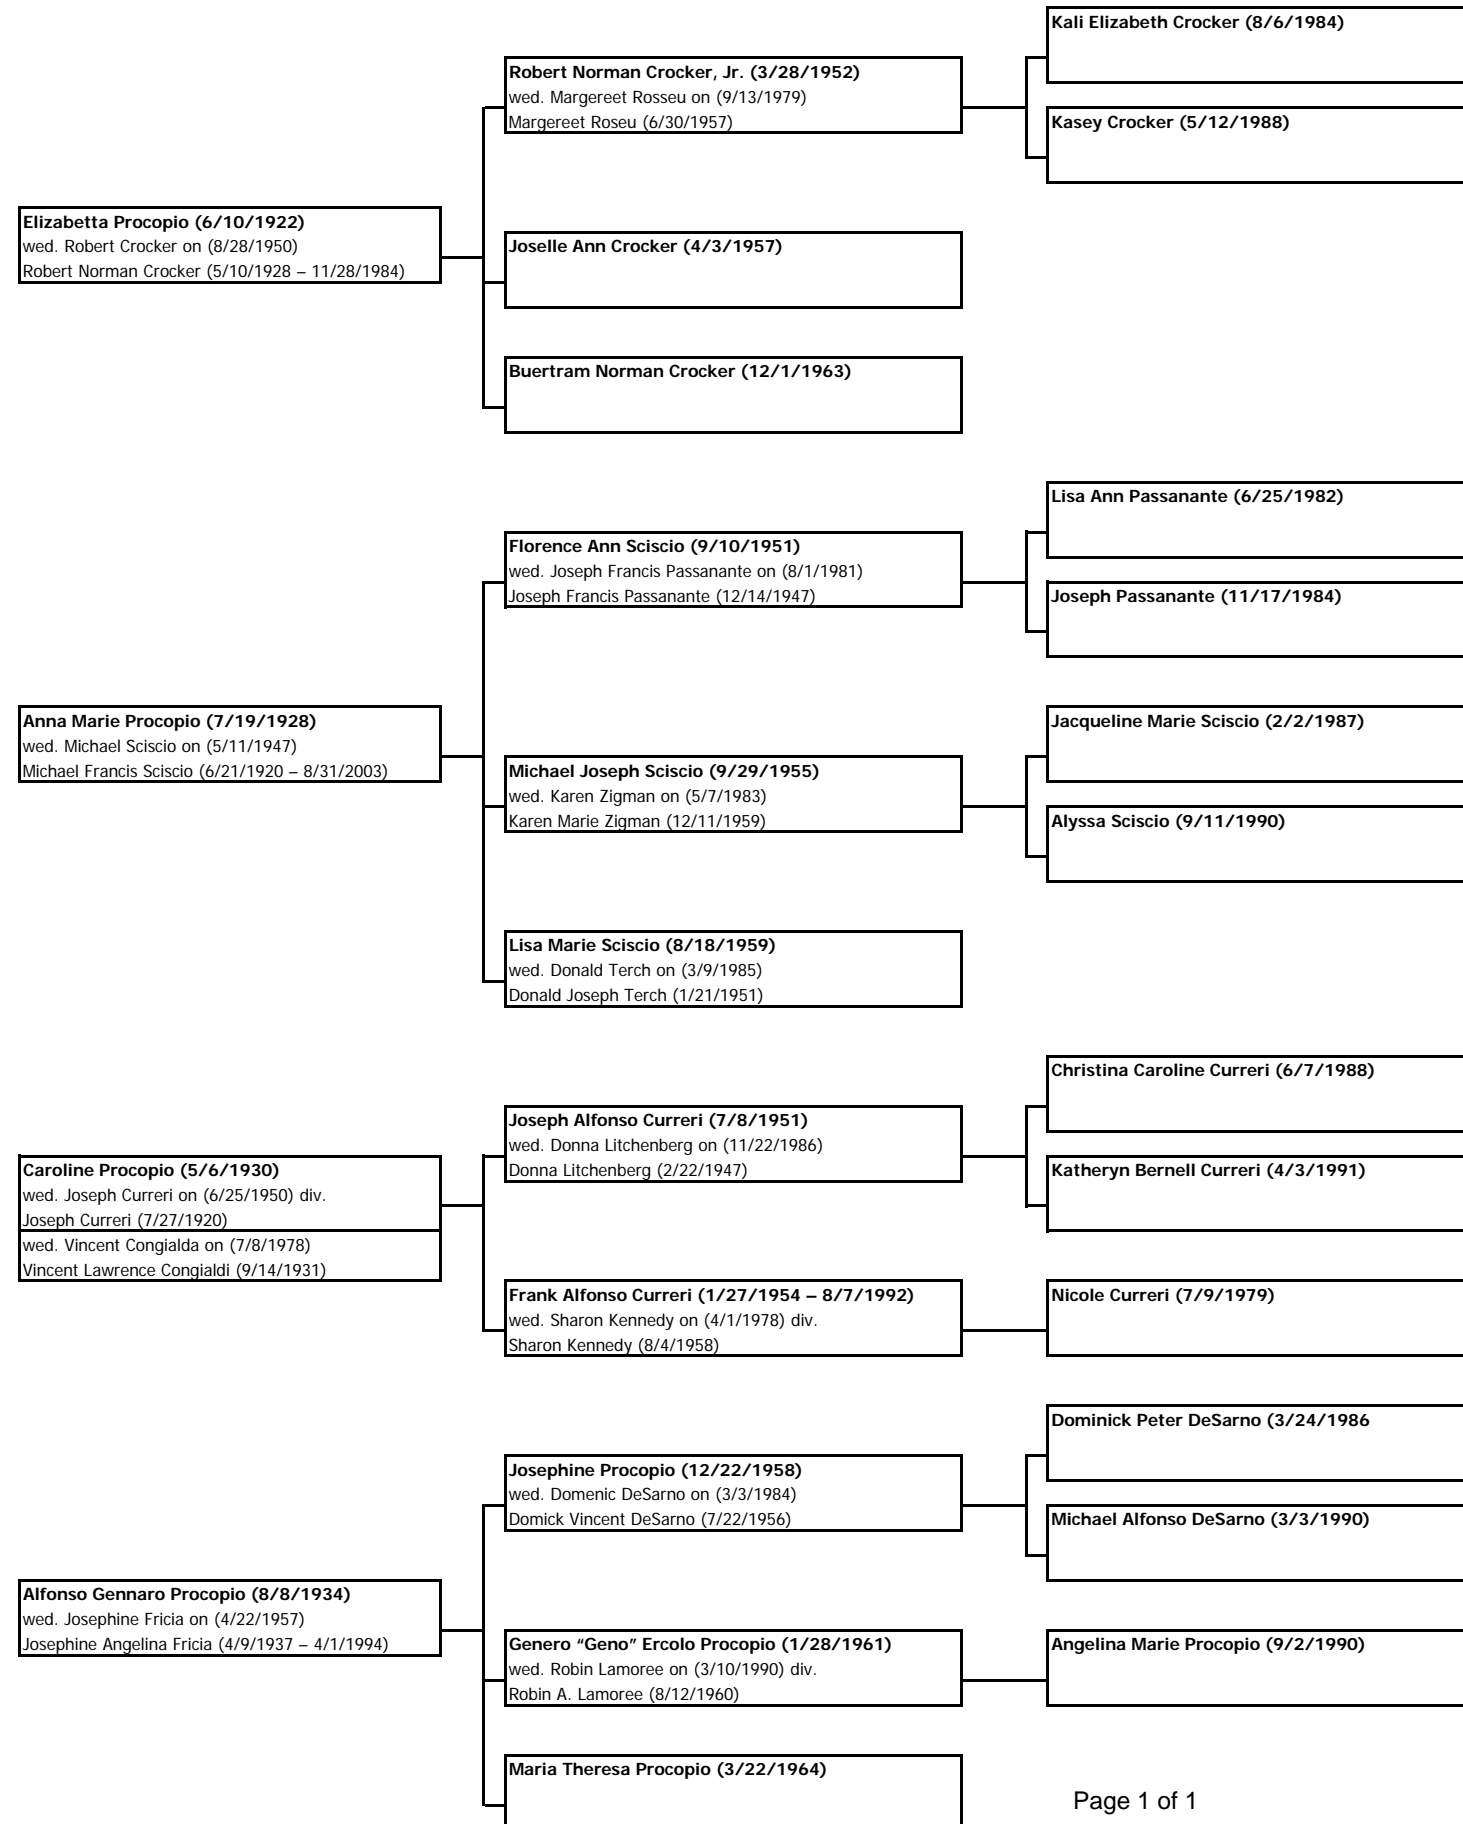 Kali Elizabeth Crocker (8/6/1984)
Robert Norman Crocker, Jr. (3/28/1952)
wed. Margereet Rosseu on (9/13/1979)
Margereet Roseu (6/30/1957)
Kasey Crocker (5/12/1988)
Elizabetta Procopio (6/10/1922)
wed. Robert Crocker on (8/28/1950)
Robert Norman Crocker (5/10/1928 – 11/28/1984)
Joselle Ann Crocker (4/3/1957)
Buertram Norman Crocker (12/1/1963)
Lisa Ann Passanante (6/25/1982)
Florence Ann Sciscio (9/10/1951)
wed. Joseph Francis Passanante on (8/1/1981)
Joseph Francis Passanante (12/14/1947)
Joseph Passanante (11/17/1984)
Anna Marie Procopio (7/19/1928)
wed. Michael Sciscio on (5/11/1947)
Michael Francis Sciscio (6/21/1920 – 8/31/2003)
Jacqueline Marie Sciscio (2/2/1987)
Michael Joseph Sciscio (9/29/1955)
wed. Karen Zigman on (5/7/1983)
Karen Marie Zigman (12/11/1959)
Alyssa Sciscio (9/11/1990)
Lisa Marie Sciscio (8/18/1959)
wed. Donald Terch on (3/9/1985)
Donald Joseph Terch (1/21/1951)
Christina Caroline Curreri (6/7/1988)
Joseph Alfonso Curreri (7/8/1951)
wed. Donna Litchenberg on (11/22/1986)
Donna Litchenberg (2/22/1947)
Katheryn Bernell Curreri (4/3/1991)
Caroline Procopio (5/6/1930)
wed. Joseph Curreri on (6/25/1950) div.
Joseph Curreri (7/27/1920)
wed. Vincent Congialda on (7/8/1978)
Vincent Lawrence Congialdi (9/14/1931)
Frank Alfonso Curreri (1/27/1954 – 8/7/1992)
wed. Sharon Kennedy on (4/1/1978) div.
Sharon Kennedy (8/4/1958)
Nicole Curreri (7/9/1979)
Dominick Peter DeSarno (3/24/1986
Josephine Procopio (12/22/1958)
wed. Domenic DeSarno on (3/3/1984)
Domick Vincent DeSarno (7/22/1956)
Michael Alfonso DeSarno (3/3/1990)
Alfonso Gennaro Procopio (8/8/1934)
wed. Josephine Fricia on (4/22/1957)
Josephine Angelina Fricia (4/9/1937 – 4/1/1994)
Genero “Geno” Ercolo Procopio (1/28/1961)
wed. Robin Lamoree on (3/10/1990) div.
Robin A. Lamoree (8/12/1960)
Angelina Marie Procopio (9/2/1990)
Maria Theresa Procopio (3/22/1964)
Page 1 of 1